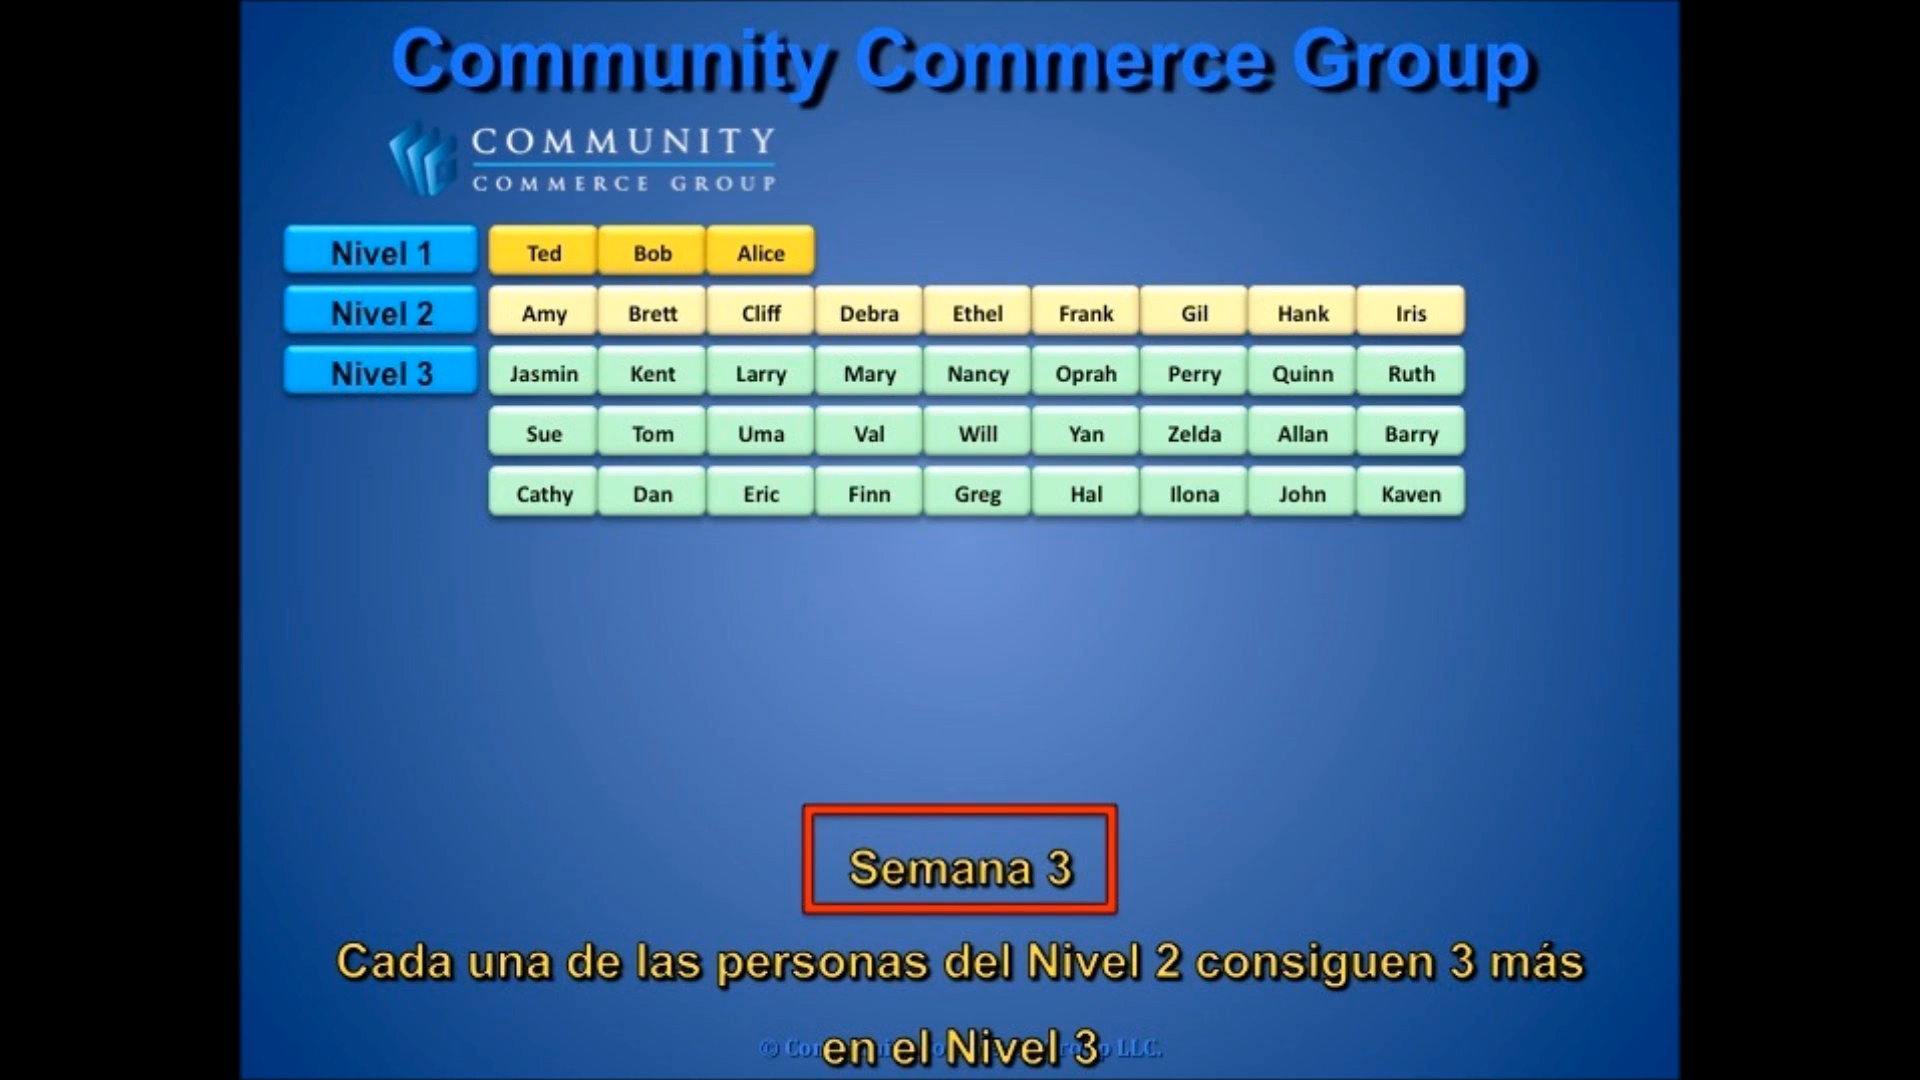 Community Commerce Group
COMMUNITY
COMMERCE GROUP
Nivel 1 Ted Bob Alice
Nivel 2 Amy Brett Cliff Debra Ethel Frank Gil Hank Iris
Nivel 3 Jasmin Kent Larry Mary Nancy Oprah Perry Quinn Ruth
Sue Tom Uma Val Will Yan Zelda Allan Barry
Cathy Dan Eric Finn Greg Hal Ilona John Kaven
Semana 3
Cada una de las personas del Nivel 2 consiguen 3 más
en el Nivel 3
LLC.